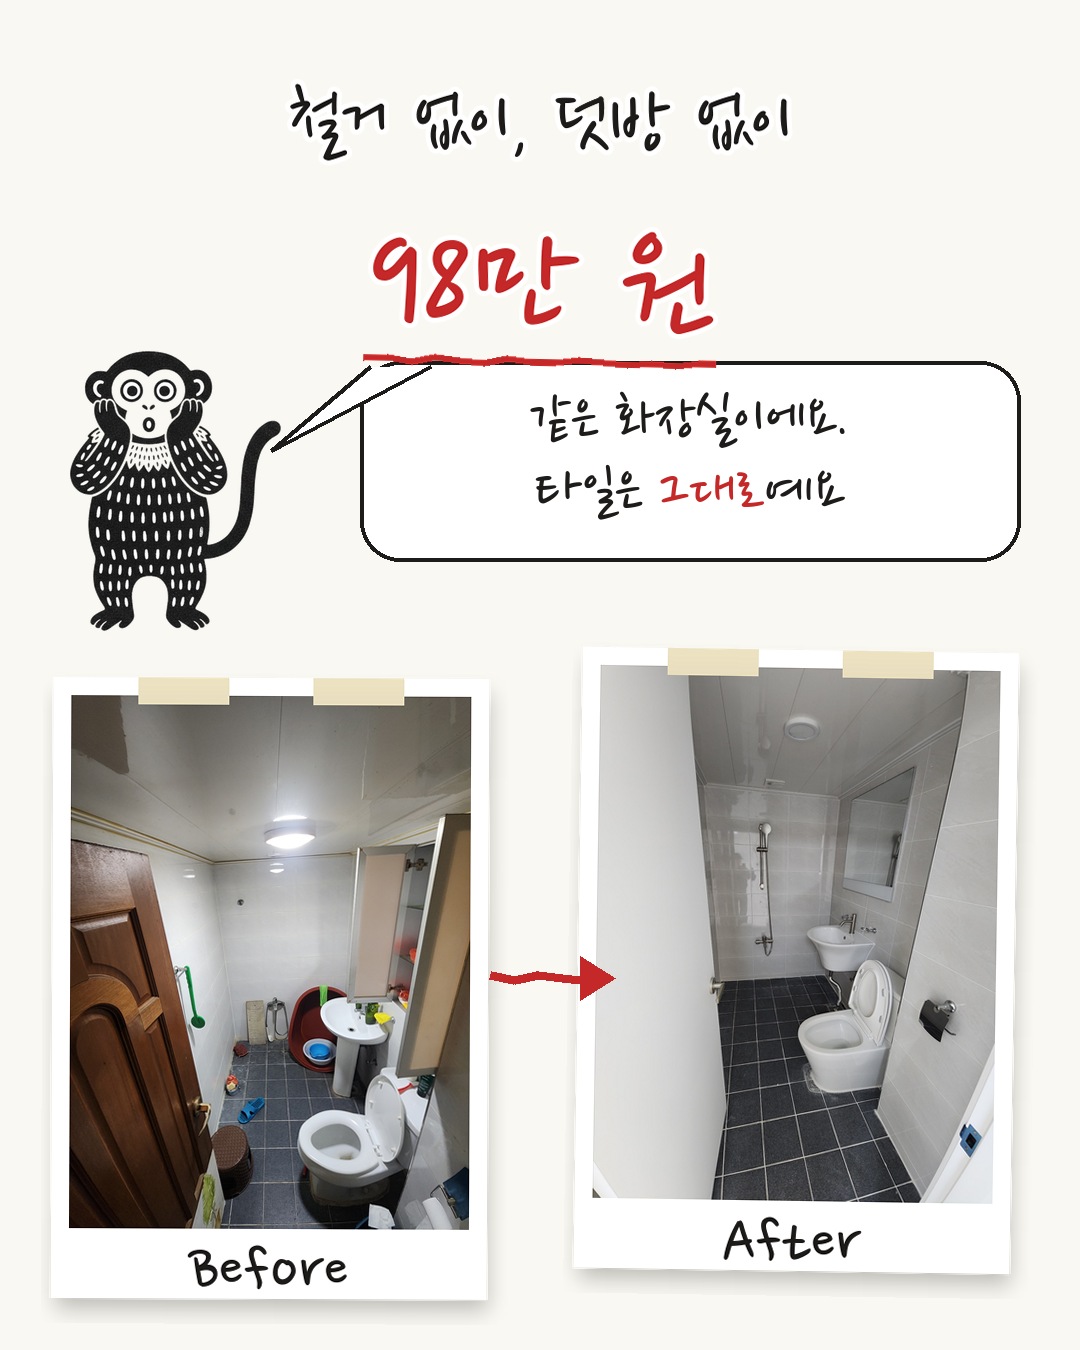 철거 없이, 덧방 없이
98만 원
같은 화장실이에요.
타일은 그대로예요
Before
After